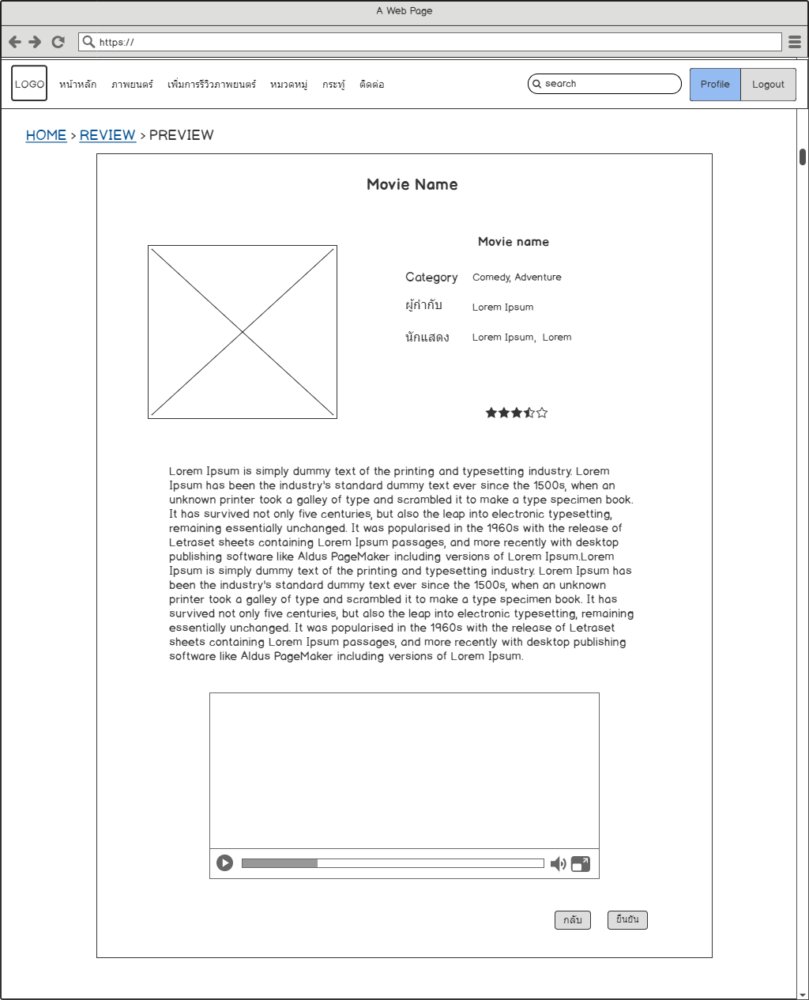 A Web Page
https://
LOGO หน้าหลัก ภาพยนตร์ เพิ่มการรีวิวภาพยนตร์ หมวดหมู่ กระทู้ ติดต่อ search Profile Logout
HOME > REVIEW > PREVIEW
Movie Name
Movie name
Category Comedy, Adventure
ผู้กำกับ Lorem Ipsum
นักแสดง Lorem Ipsum, Lorem
Lorem Ipsum is simply dummy text of the printing and typesetting industry. Lorem
Ipsum has been the industry's standard dummy text ever since the 1500s, when an
unknown printer took a galley of type and scrambled it to make a type specimen book.
It has survived not only five centuries, but also the leap into electronic typesetting,
remaining essentially unchanged. It was popularised in the 1960s with the release of
Letraset sheets containing Lorem Ipsum passages, and more recently with desktop
publishing software like Aldus PageMaker including versions of Lorem Ipsum.Lorem
Ipsum is simply dummy text of the printing and typesetting industry. Lorem Ipsum has
been the industry's standard dummy text ever since the 1500s, when an unknown
printer took a galley of type and scrambled it to make a type specimen book. It has
survived not only five centuries, but also the leap into electronic typesetting, remaining
essentially unchanged. It was popularised in the 1960s with the release of Letraset
sheets containing Lorem Ipsum passages, and more recently with desktop publishing
software like Aldus PageMaker including versions of Lorem Ipsum.
กลับ ยืนยัน